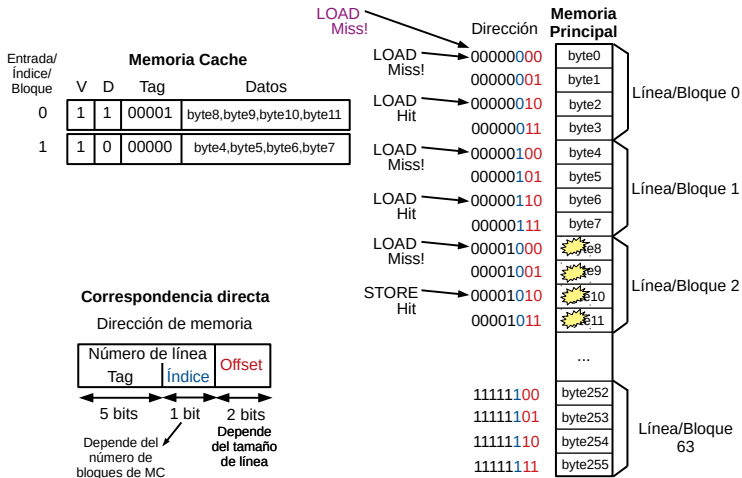 LOAD
Miss!
Memoria Cache
Entrada/
Índice/
Bloque
V D Tag Datos
0 1 1 00001 byte8,byte9,byte10,byte11
1 1 0 00000 byte4,byte5,byte6,byte7
Dirección
Memoria
Principal
LOAD
Miss!
00000000 byte0
00000001 byte1
LOAD
Hit
00000010 byte2
00000011 byte3
Línea/Bloque 0
LOAD
Miss!
00000100 byte4
00000101 byte5
LOAD
Hit
00000110 byte6
00000111 byte7
Línea/Bloque 1
LOAD
Miss!
00001000
00001001
STORE
Hit
00001010
00001011
Línea/Bloque 2
...
11111100 byte252
11111101 byte253
11111110 byte254
11111111 byte255
Línea/Bloque
63
Correspondencia directa
Dirección de memoria
Número de línea
Tag Índice Offset
5 bits 1 bit 2 bits
Depende del
número de
bloques de MC
Depende
del tamaño
de línea